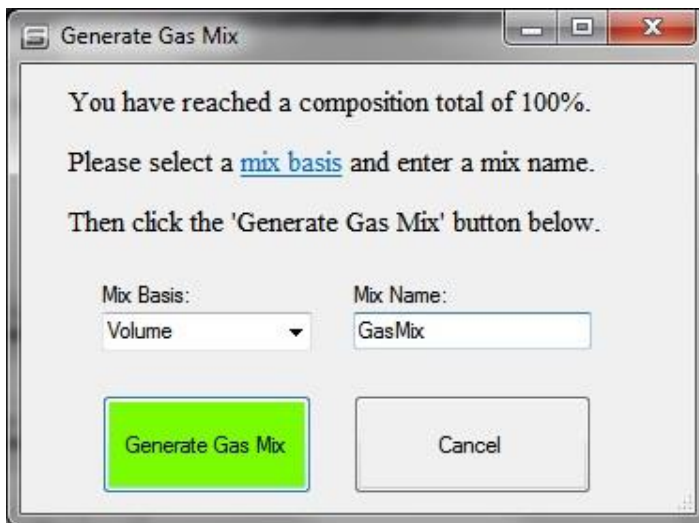 Generate Gas Mix
You have reached a composition total of 100%.
Please select a mix basis and enter a mix name.
Then click the 'Generate Gas Mix' button below.
Mix Basis: Mix Name:
Volume GasMix
Generate Gas Mix Cancel